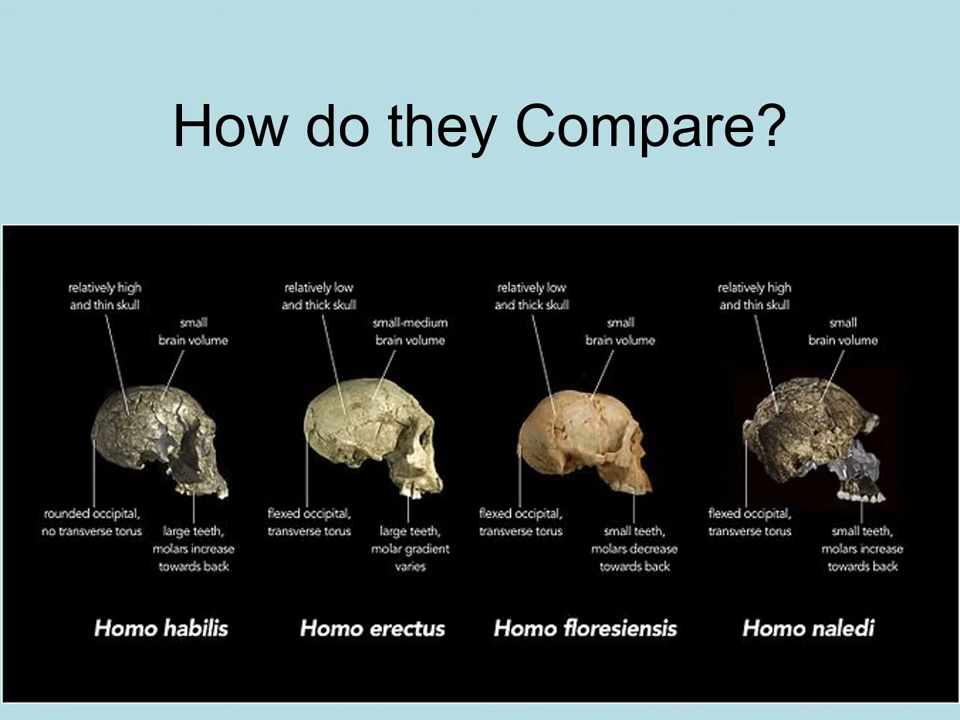 How do they Compare?
relatively high
and thin skull
small
brain volume
rounded occipital,
no transverse torus
large teeth,
molars increase
towards back
Homo habilis
relatively low
and thick skull
small-medium
brain volume
flexed occipital,
transverse torus
large teeth,
molar gradient
varies
Homo erectus
relatively low
and thick skull
small
brain volume
flexed occipital,
transverse torus
small teeth,
molars decrease
towards back
Homo floresiensis
relatively high
and thin skull
small
brain volume
flexed occipital,
transverse torus
small teeth,
molars increase
towards back
Homo naledi